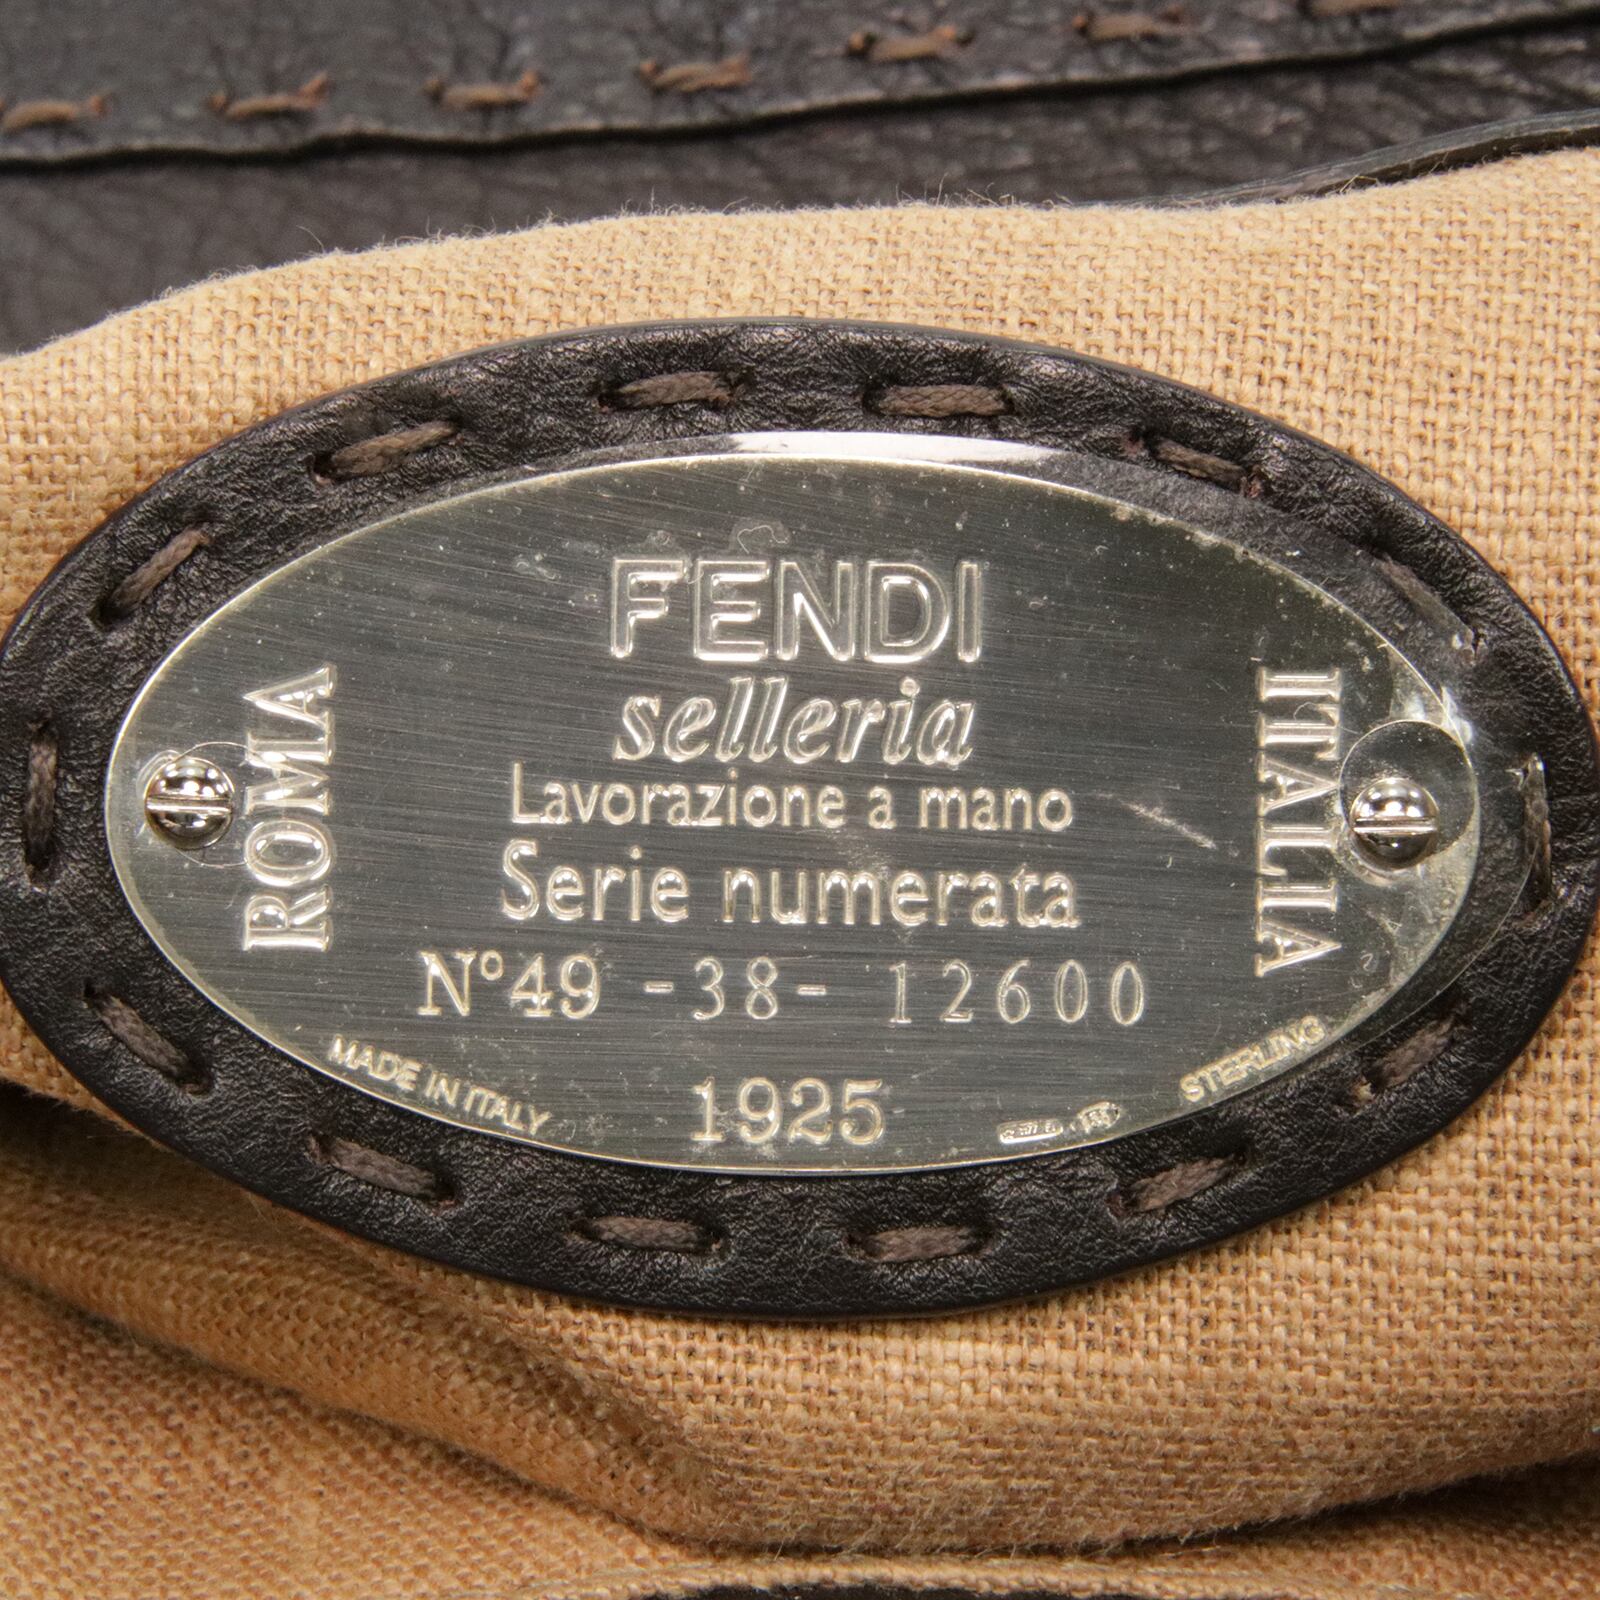 FENDI
selleria
Lavorazione a mano
Serie numerata
N°49 -38- 12600
1925
ROMA
ITALIA
MADE IN ITALY
STERLING